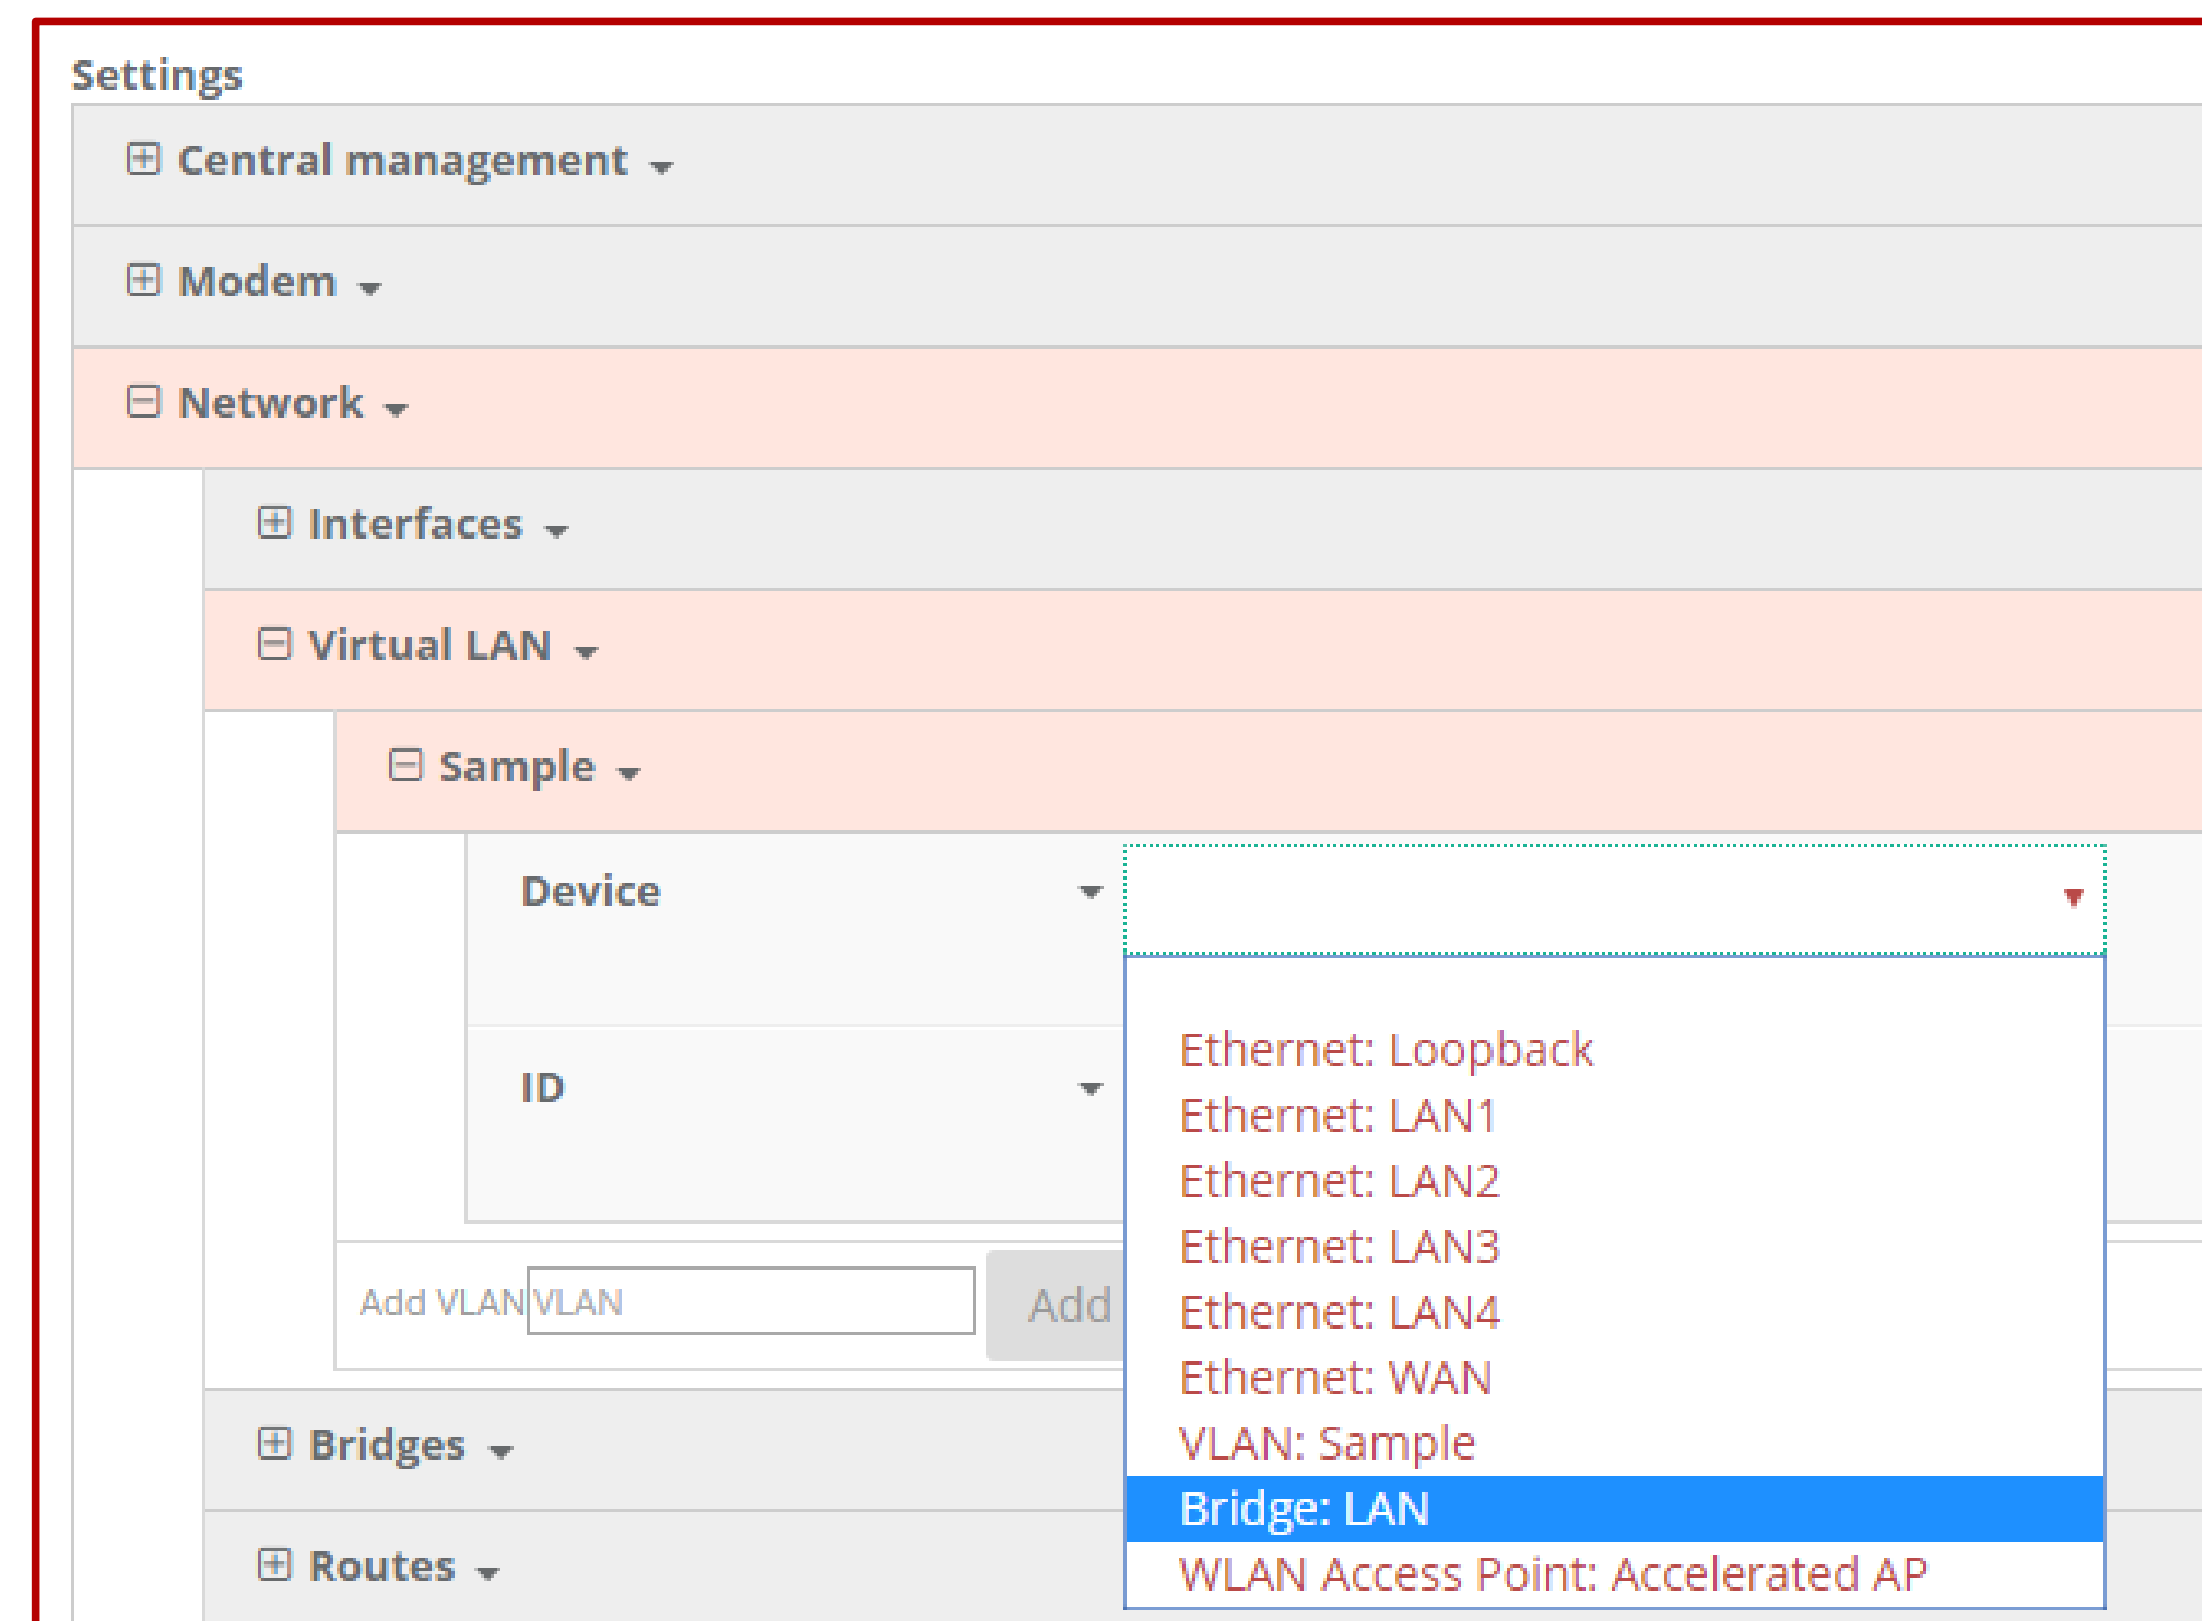 Settings
Central management
Modem
Network
Interfaces
Virtual LAN
Sample
Device
Ethernet: Loopback
ID
Ethernet: LAN1
Ethernet: LAN2
Ethernet: LAN3
Add VLAN VLAN Add
Ethernet: LAN4
Ethernet: WAN
Bridges
VLAN: Sample
Bridge: LAN
Routes
WLAN Access Point: Accelerated AP